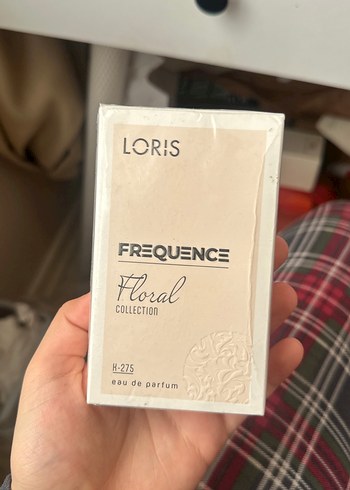 LORIS
FREQUENCE
Floral
COLLECTION
K-275
eau de parfum